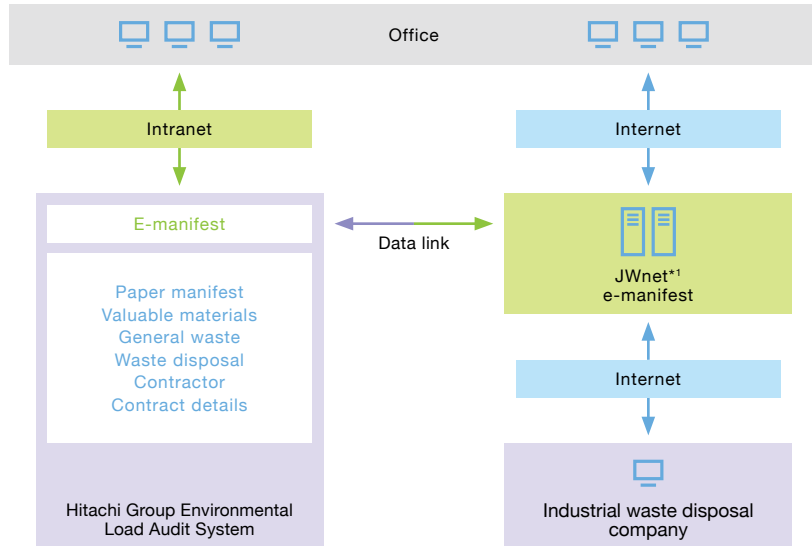 Office
Intranet
Internet
E-manifest
Data link
Paper manifest
Valuable materials
General waste
Waste disposal
Contractor
Contract details
Hitachi Group Environmental
Load Audit System
JWnet*1
e-manifest
Internet
Industrial waste disposal
company